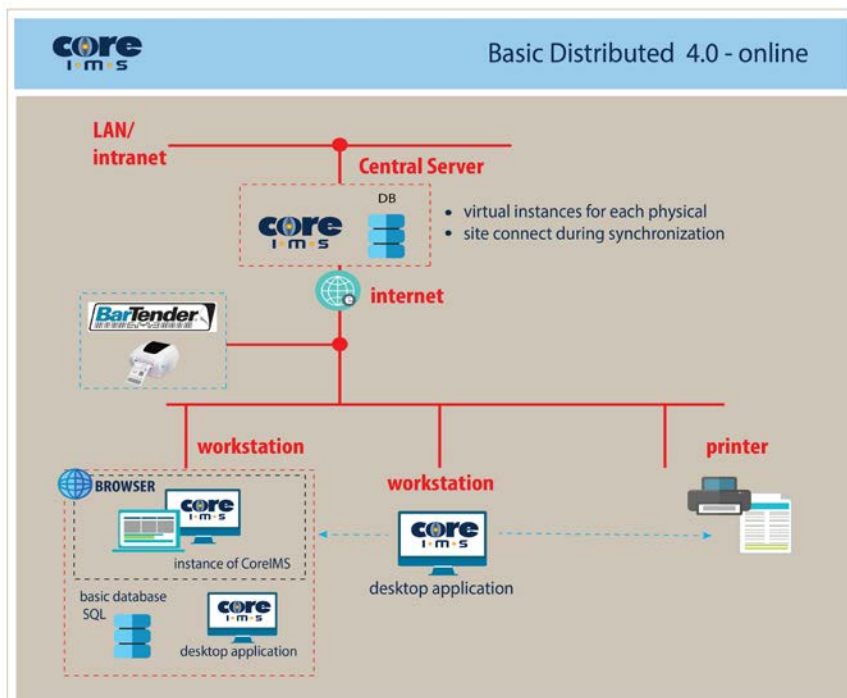 core
I·M·S
Basic Distributed 4.0 - online
LAN/
intranet
Central Server
DB
core
I·M·S
• virtual instances for each physical
• site connect during synchronization
e
internet
BarTender
workstation
workstation
printer
BROWSER
core
I·M·S
instance of CoreIMS
core
I·M·S
desktop application
basic database
SQL
core
I·M·S
desktop application